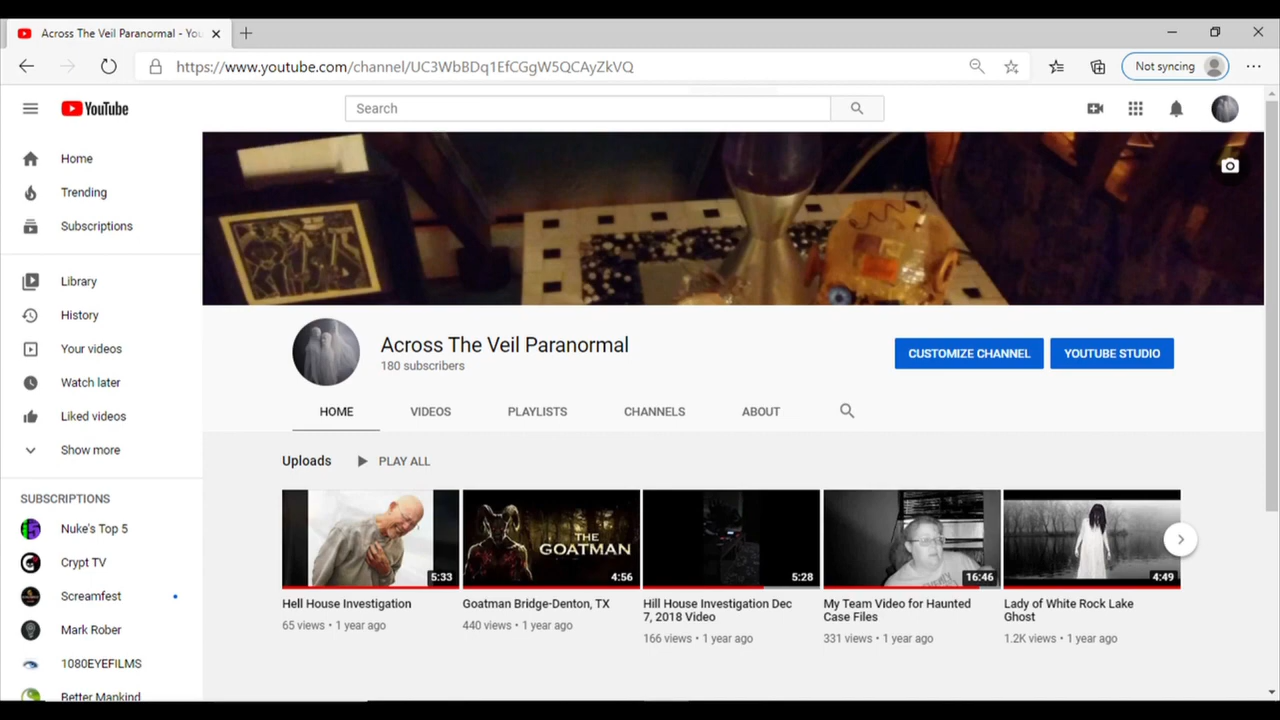 Across The Veil Paranormal - You
https://www.youtube.com/channel/UC3WbBDq1EfCGgW5QCAyZkVQ
Not syncing
YouTube
Search
Home
Trending
Subscriptions
Library
History
Your videos
Watch later
Liked videos
Show more
SUBSCRIPTIONS
Nuke's Top 5
Crypt TV
Screamfest
Mark Rober
1080EYEFILMS
Better Mankind
Across The Veil Paranormal
180 subscribers
CUSTOMIZE CHANNEL
YOUTUBE STUDIO
HOME VIDEOS PLAYLISTS CHANNELS ABOUT
Uploads PLAY ALL
5:33
THE
GOATMAN
4:56
5:28
16:46
4:49
Hell House Investigation
65 views • 1 year ago
Goatman Bridge-Denton, TX
440 views • 1 year ago
Hill House Investigation Dec
7, 2018 Video
166 views • 1 year ago
My Team Video for Haunted
Case Files
331 views • 1 year ago
Lady of White Rock Lake
Ghost
1.2K views • 1 year ago